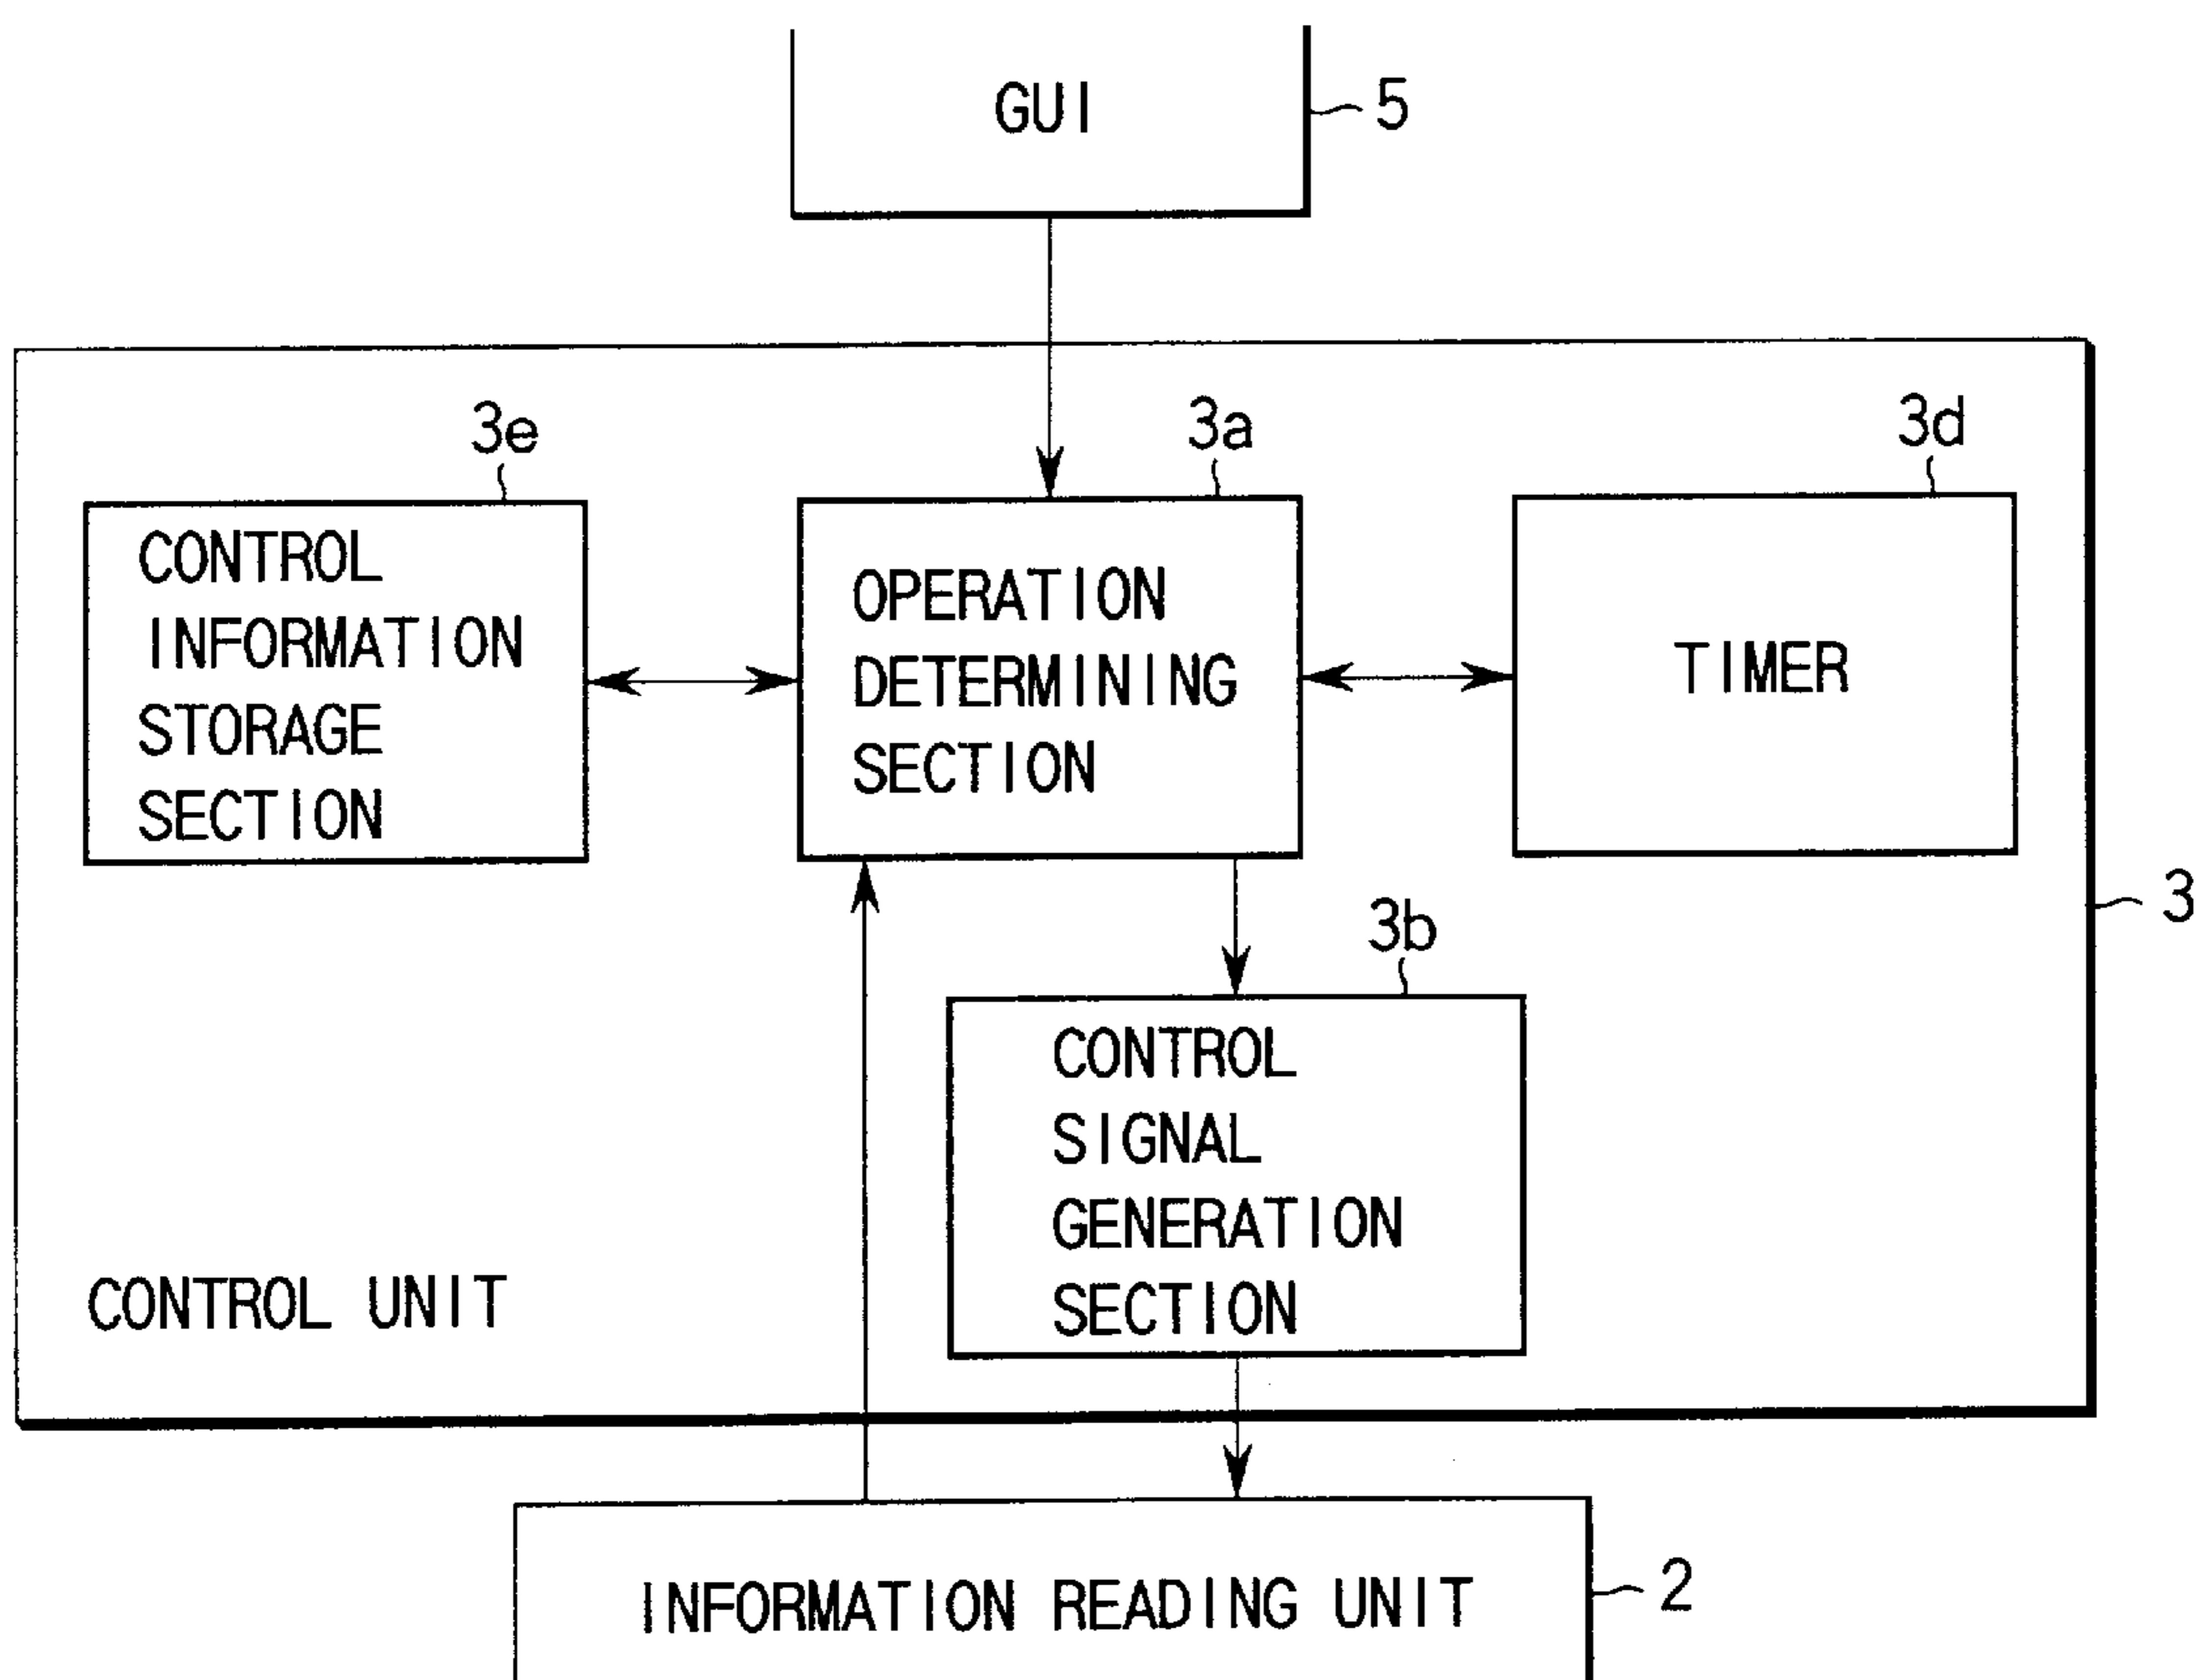 GUI
5
3e
3a
3d
CONTROL
INFORMATION
STORAGE
SECTION
OPERATION
DETERMINING
SECTION
TIMER
3
3b
CONTROL
SIGNAL
GENERATION
SECTION
CONTROL UNIT
INFORMATION READING UNIT
2